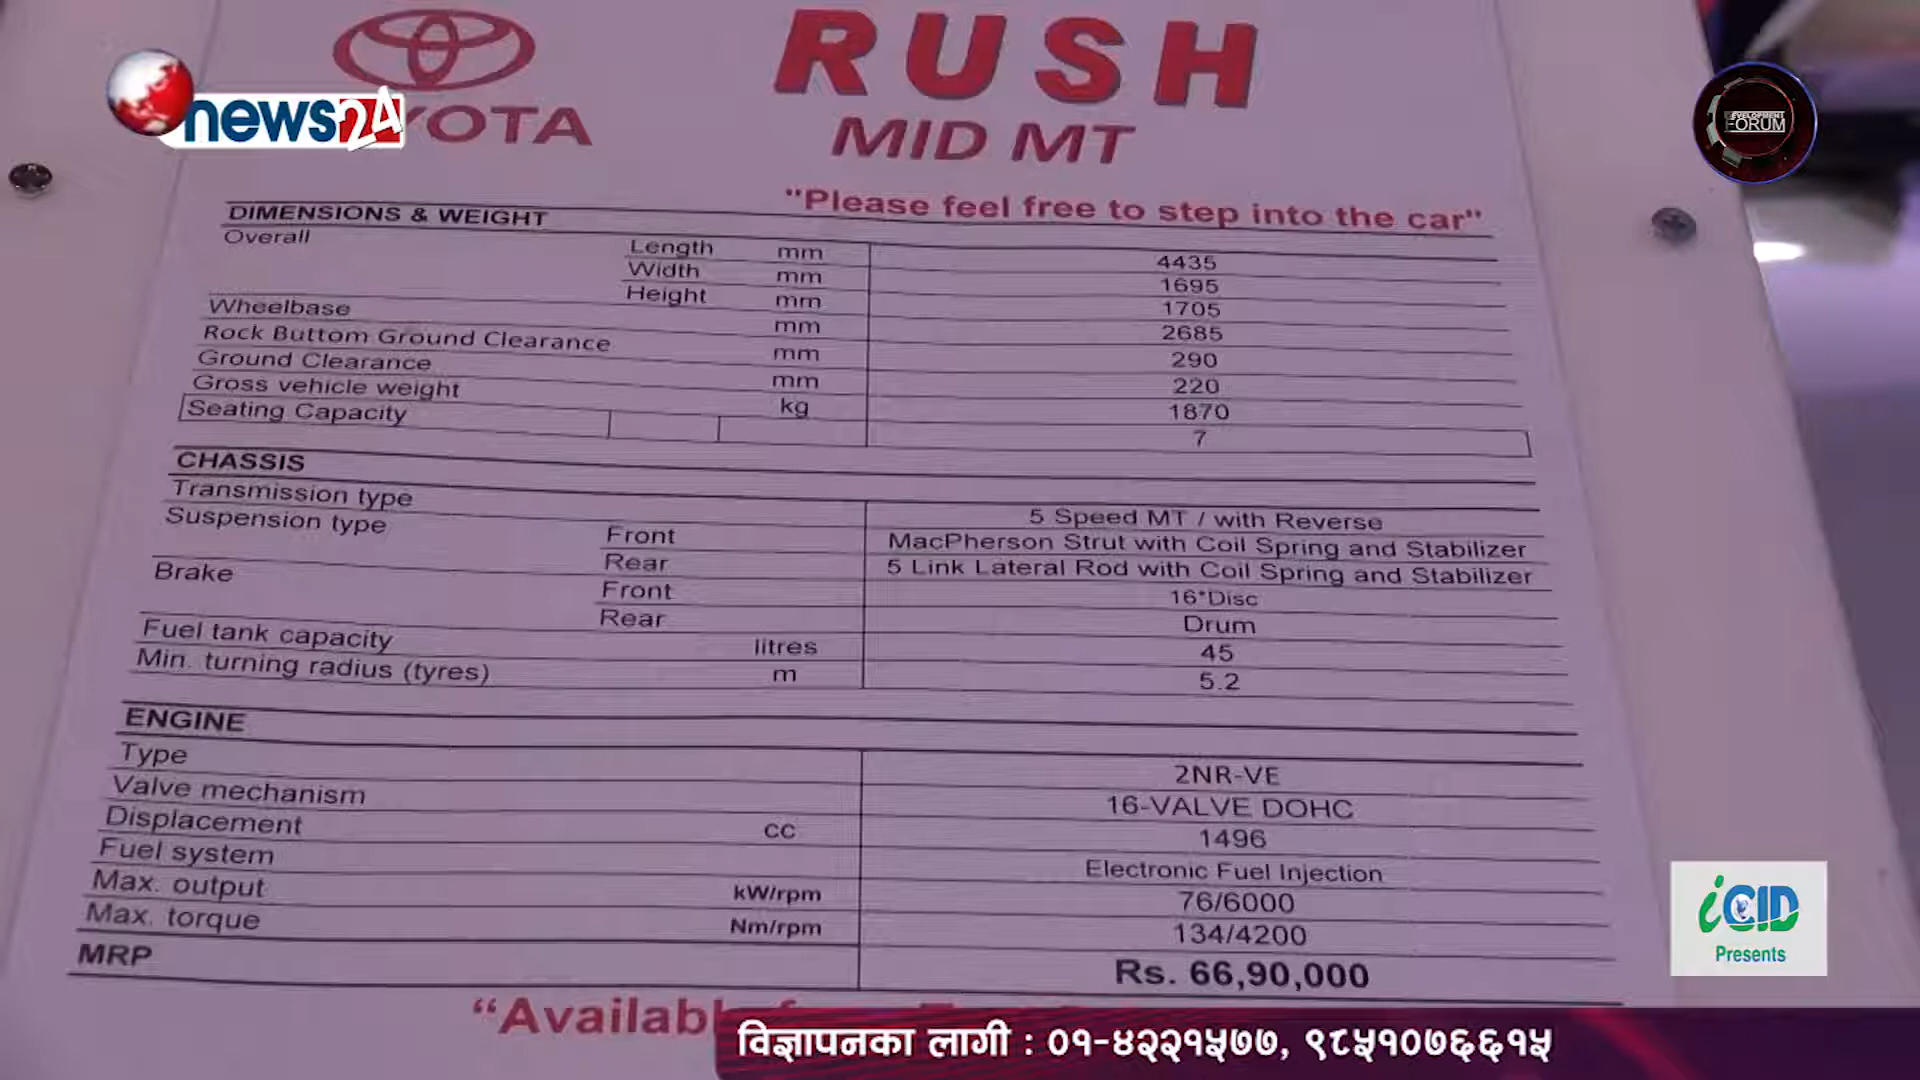 TOYOTA
RUSH
MID MT
news24
DEVELOPMENT
FORUM
"Please feel free to step into the car"
DIMENSIONS & WEIGHT
Overall Length mm 4435
Width mm 1695
Height mm 1705
Wheelbase mm 2685
Rock Buttom Ground Clearance mm 290
Ground Clearance mm 220
Gross vehicle weight kg 1870
Seating Capacity 7
CHASSIS
Transmission type 5 Speed MT / with Reverse
Suspension type Front MacPherson Strut with Coil Spring and Stabilizer
Rear 5 Link Lateral Rod with Coil Spring and Stabilizer
Brake Front 16"Disc
Rear Drum
Fuel tank capacity litres 45
Min. turning radius (tyres) m 5.2
ENGINE
Type 2NR-VE
Valve mechanism 16-VALVE DOHC
Displacement cc 1496
Fuel system Electronic Fuel Injection
Max. output kW/rpm 76/6000
Max. torque Nm/rpm 134/4200
MRP Rs. 66,90,000
iCID
Presents
विज्ञापनका लागी : ०१-४२२१५७७, ९८५१०७६६१५